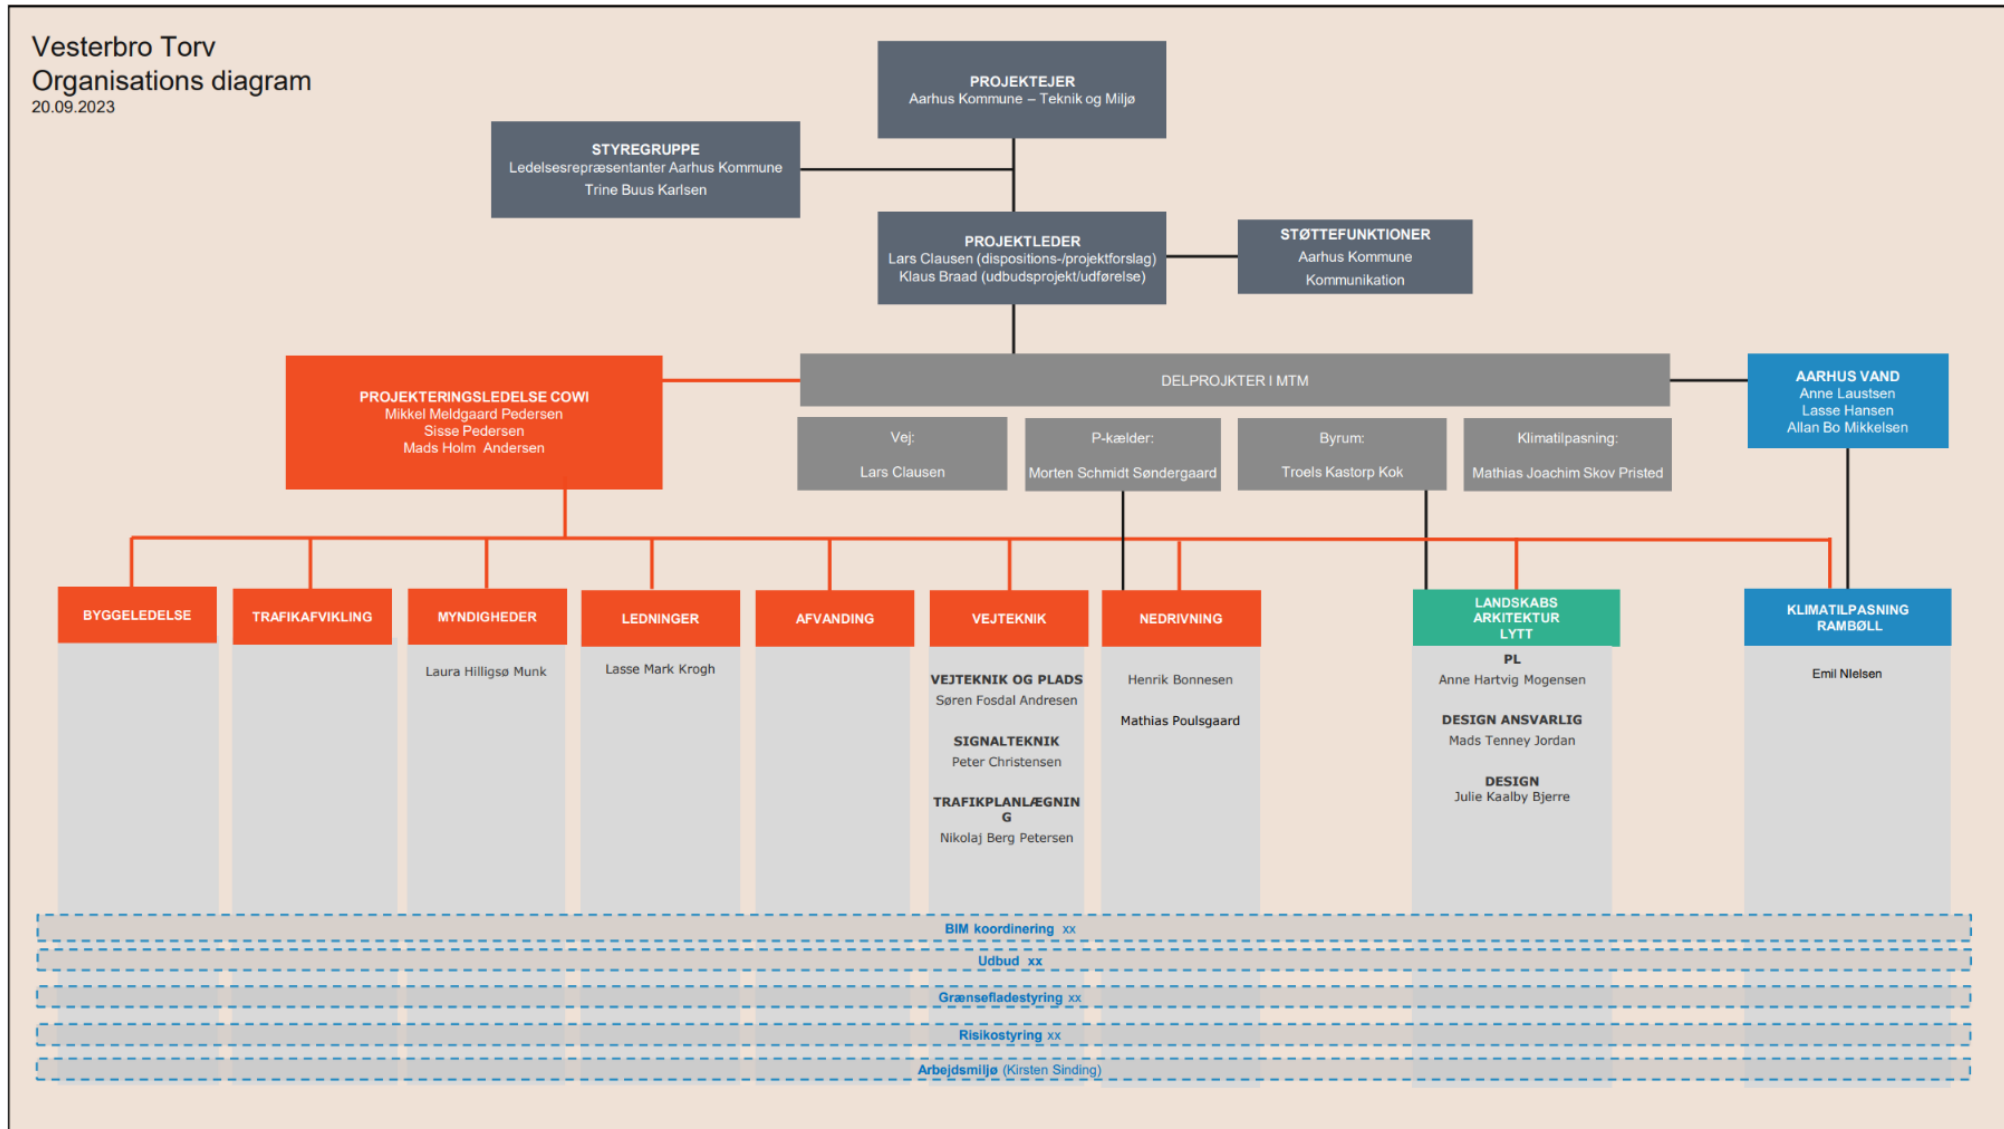 Vesterbro Torv
Organisations diagram
20.09.2023
PROJEKTEJER
Aarhus Kommune – Teknik og Miljø
STYREGRUPPE
Ledelsesrepræsentanter Aarhus Kommune
Trine Buus Karlsen
PROJEKTLEDER
Lars Clausen (dispositions-/projektforslag)
Klaus Braad (udbudsprojekt/udførelse)
STØTTEFUNKTIONER
Aarhus Kommune
Kommunikation
PROJEKTERINGSLEDELSE COWI
Mikkel Meldgaard Pedersen
Sisse Pedersen
Mads Holm Andersen
DELPROJKTER I MTM
AARHUS VAND
Anne Laustsen
Lasse Hansen
Allan Bo Mikkelsen
Vej:
Lars Clausen
P-kælder:
Morten Schmidt Søndergaard
Byrum:
Troels Kastorp Kok
Klimatilpasning:
Mathias Joachim Skov Pristed
BYGGELEDELSE
TRAFIKAFVIKLING
MYNDIGHEDER
Laura Hilligsø Munk
LEDNINGER
Lasse Mark Krogh
AFVANDING
VEJTEKNIK
VEJTEKNIK OG PLADS
Søren Fosdal Andresen
SIGNALTEKNIK
Peter Christensen
TRAFIKPLANLÆGNIN
G
Nikolaj Berg Petersen
NEDRIVNING
Henrik Bonnesen
Mathias Poulsgaard
LANDSKABS
ARKITEKTUR
LYTT
PL
Anne Hartvig Mogensen
DESIGN ANSVARLIG
Mads Tenney Jordan
DESIGN
Julie Kaalby Bjerre
KLIMATILPASNING
RAMBØLL
Emil NIelsen
BIM koordinering xx
Udbud xx
Grænsefladestyring xx
Risikostyring xx
Arbejdsmiljø (Kirsten Sinding)